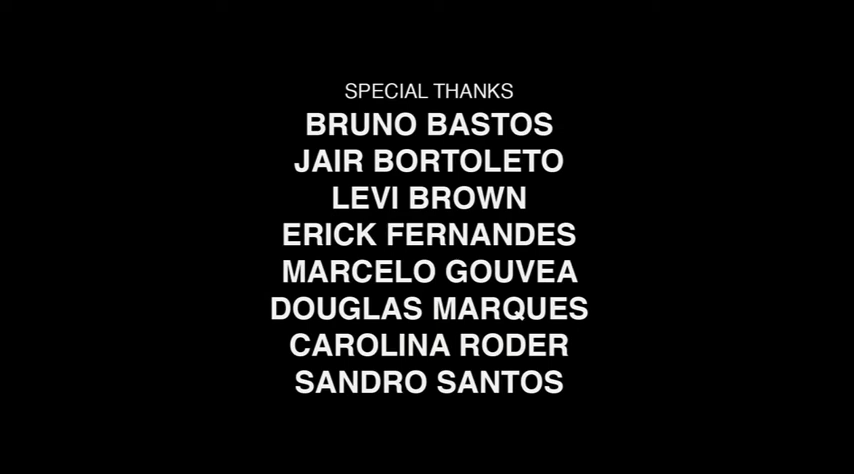 SPECIAL THANKS
BRUNO BASTOS
JAIR BORTOLETO
LEVI BROWN
ERICK FERNANDES
MARCELO GOUVEA
DOUGLAS MARQUES
CAROLINA RODER
SANDRO SANTOS